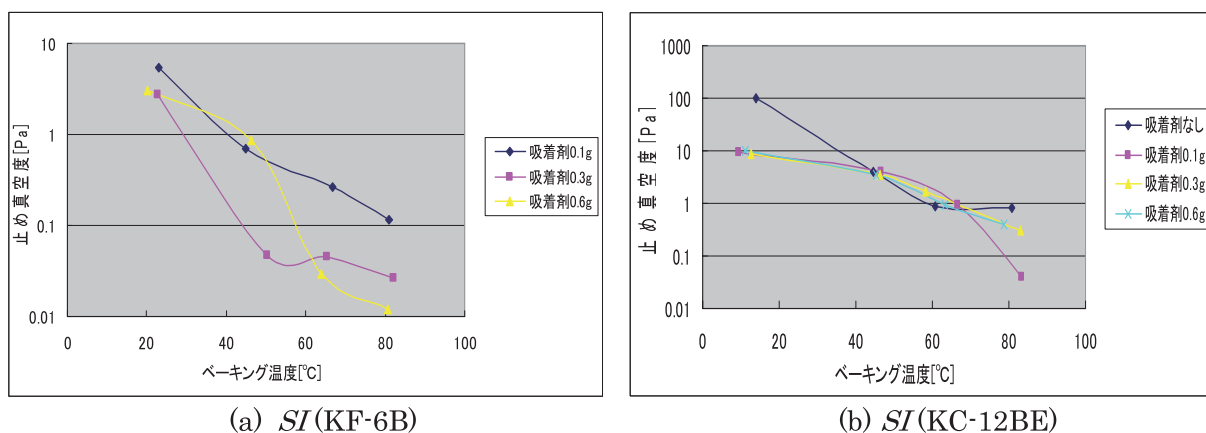 10
1
0.1
0.01
止め真空度[Pa]
0 20 40 60 80 100
ベーキング温度[℃]
吸着剤0.1g
吸着剤0.3g
吸着剤0.6g
(a) SI(KF-6B)
1000
100
10
1
0.1
0.01
止め真空度[Pa]
0 20 40 60 80 100
ベーキング温度[℃]
吸着剤なし
吸着剤0.1g
吸着剤0.3g
吸着剤0.6g
(b) SI(KC-12BE)